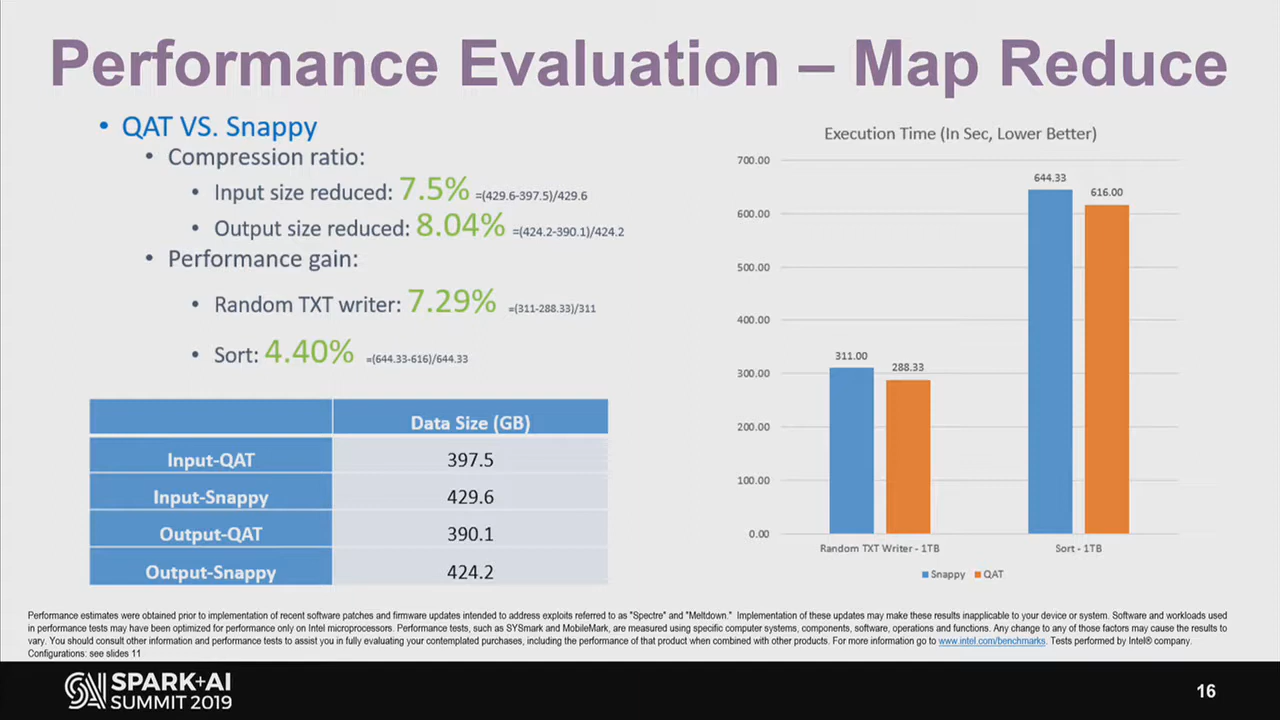 Performance Evaluation – Map Reduce
• QAT VS. Snappy
• Compression ratio:
• Input size reduced: 7.5% =(429.6-397.5)/429.6
• Output size reduced: 8.04% =(424.2-390.1)/424.2
• Performance gain:
• Random TXT writer: 7.29% =(311-288.33)/311
• Sort: 4.40% =(644.33-616)/644.33
Data Size (GB)
Input-QAT 397.5
Input-Snappy 429.6
Output-QAT 390.1
Output-Snappy 424.2
Execution Time (In Sec, Lower Better)
700.00
600.00
500.00
400.00
300.00
200.00
100.00
0.00
311.00
288.33
644.33
616.00
Random TXT Writer - 1TB
Sort - 1TB
Snappy QAT
Performance estimates were obtained prior to implementation of recent software patches and firmware updates intended to address exploits referred to as "Spectre" and "Meltdown." Implementation of these updates may make these results inapplicable to your device or system. Software and workloads used
in performance tests may have been optimized for performance only on Intel microprocessors. Performance tests, such as SYSmark and MobileMark, are measured using specific computer systems, components, software, operations and functions. Any change to any of those factors may cause the results to
vary. You should consult other information and performance tests to assist you in fully evaluating your contemplated purchases, including the performance of that product when combined with other products. For more information go to www.intel.com/benchmarks. Tests performed by Intel® company.
Configurations: see slides 11
SPARK+AI
SUMMIT 2019
16